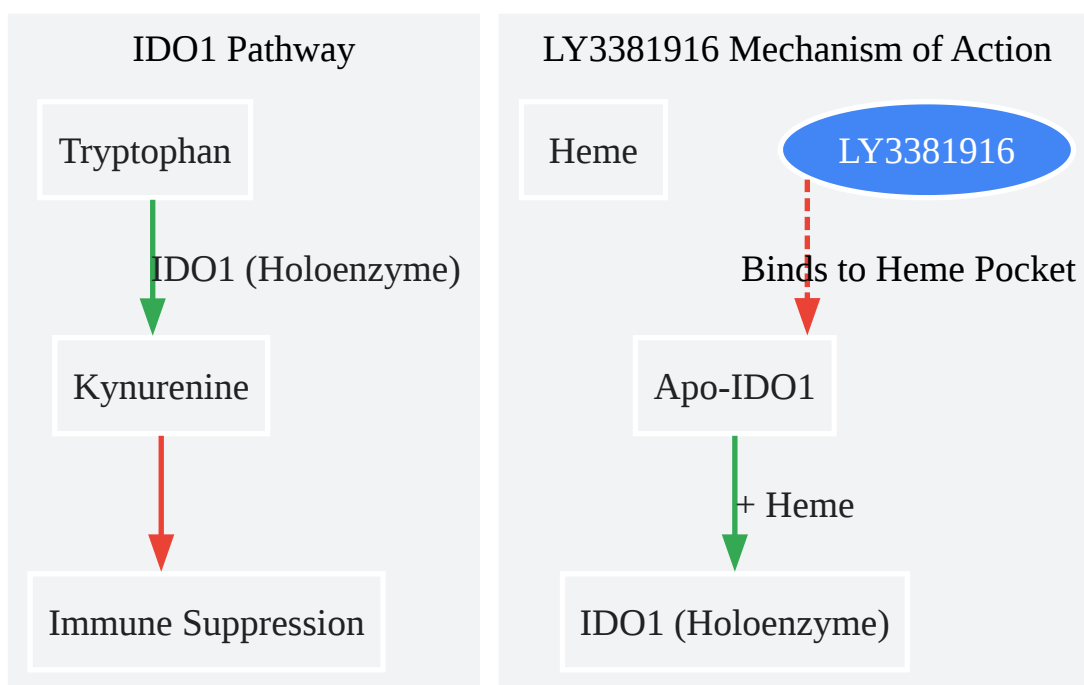 IDO1 Pathway
Tryptophan
IDO1 (Holoenzyme)
Kynurenine
Immune Suppression
LY3381916 Mechanism of Action
Heme
LY3381916
Binds to Heme Pocket
Apo-IDO1
+ Heme
IDO1 (Holoenzyme)